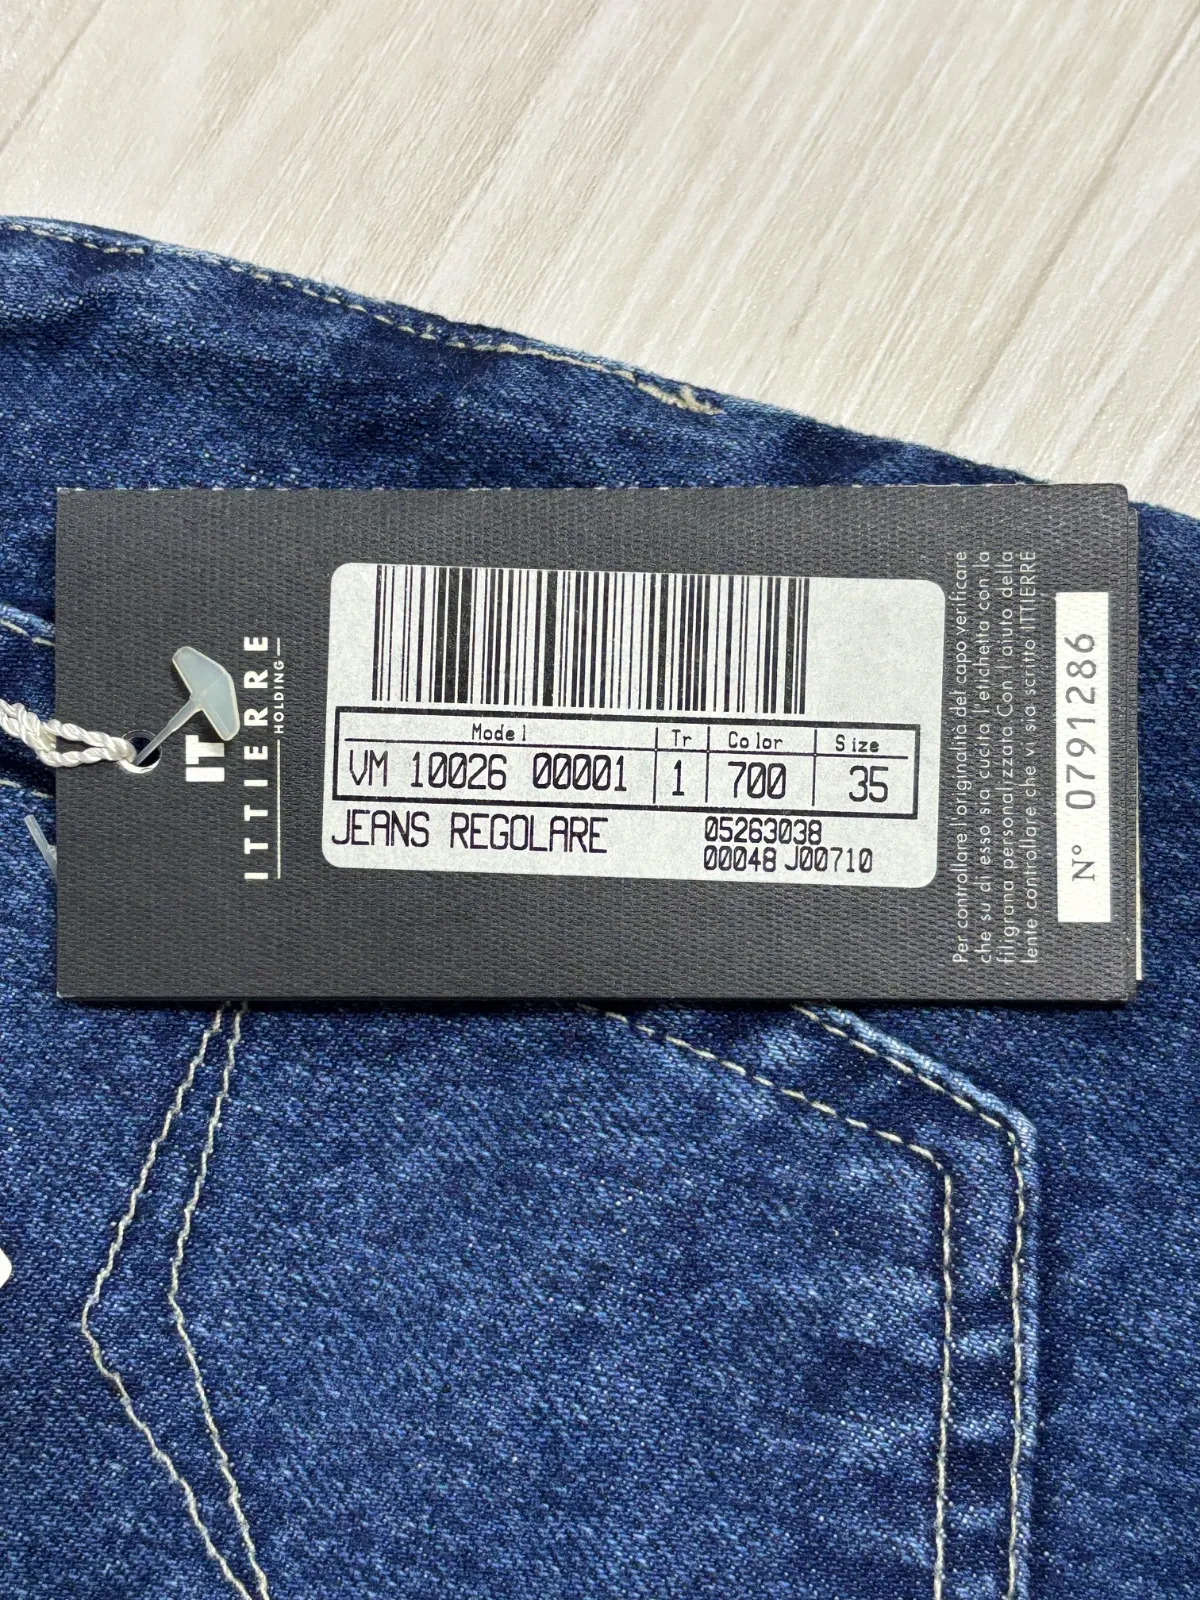 IT
ITTIERRE
HOLDING
Model Tr Color Size
VM 10026 00001 1 700 35
JEANS REGOLARE 05263038
00048 J00710
Per controllare l'originalità del capo verificare
che su di esso sia cucita l'etichetta con la
filigrana personalizzata. Con l'aiuto della
lente controllare che vi sia scritto ITTIERRE
N° 0791286